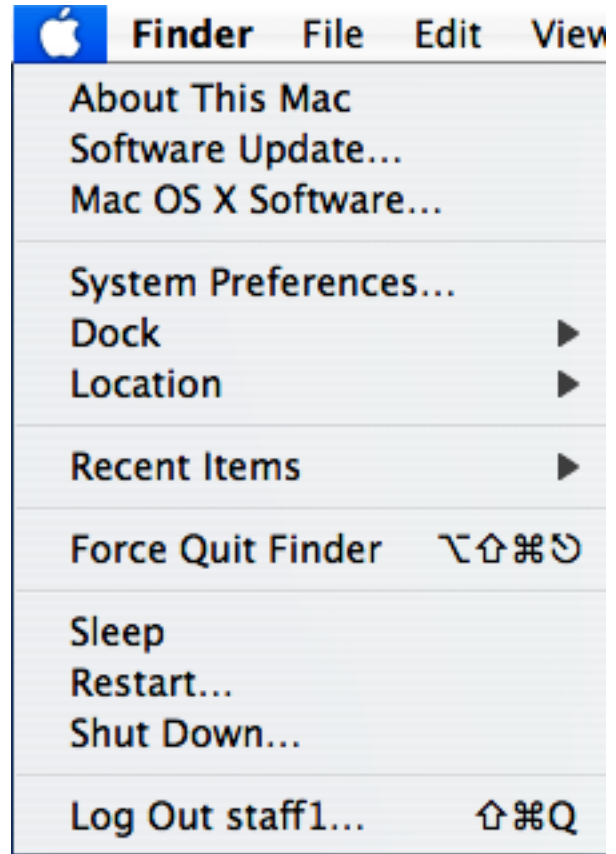 Finder File Edit View
About This Mac
Software Update...
Mac OS X Software...
System Preferences...
Dock
Location
Recent Items
Force Quit Finder ⌥⇧⌘⎋
Sleep
Restart...
Shut Down...
Log Out staff1... ⇧⌘Q